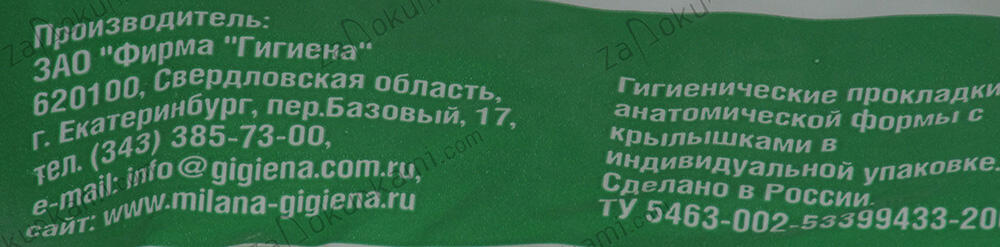 Производитель:
ЗАО "Фирма "Гигиена"
620100, Свердловская область,
г. Екатеринбург, пер.Базовый, 17,
тел. (343) 385-73-00,
e-mail: info@gigiena.com.ru,
сайт: www.milana-gigiena.ru
Гигиенические прокладки
анатомической формы с
крылышками в
индивидуальной упаковке.
Сделано в России.
ТУ 5463-002-53399433-20